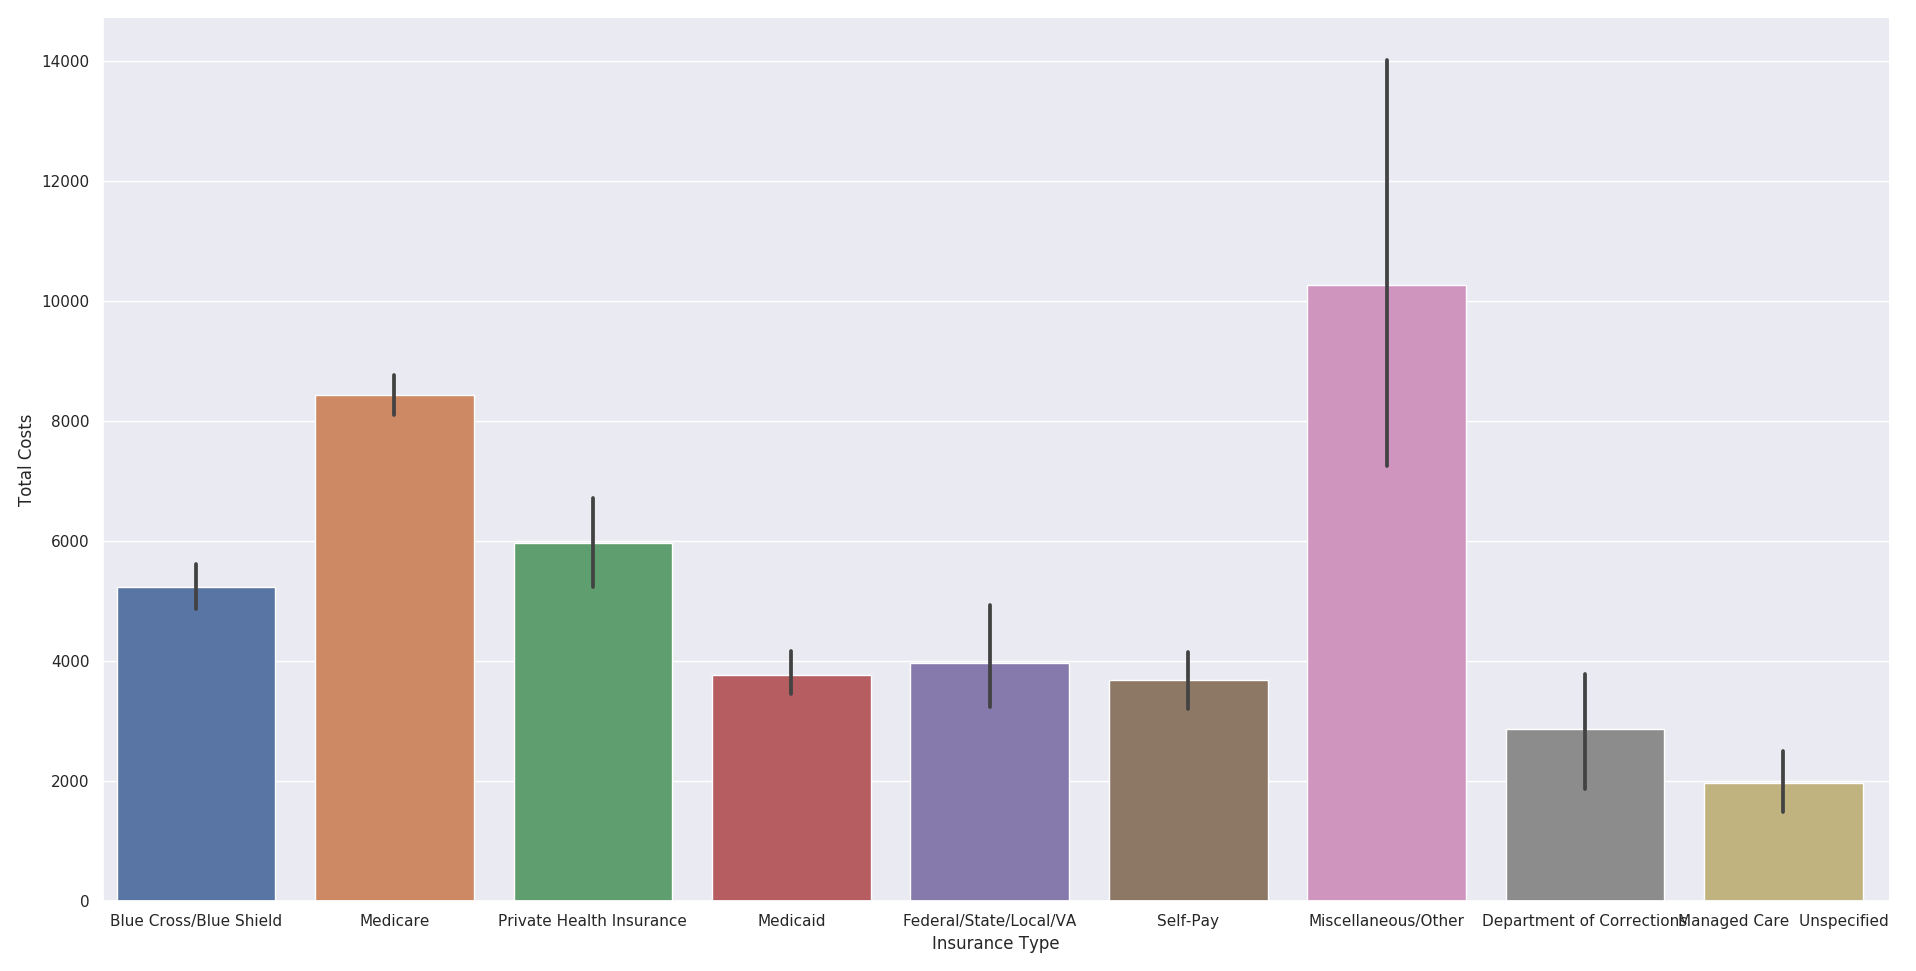 14000
12000
10000
8000
6000
4000
2000
0
Total Costs
Blue Cross/Blue Shield
Medicare
Private Health Insurance
Medicaid
Federal/State/Local/VA
Self-Pay
Miscellaneous/Other
Department of Corrections
Managed Care  Unspecified
Insurance Type